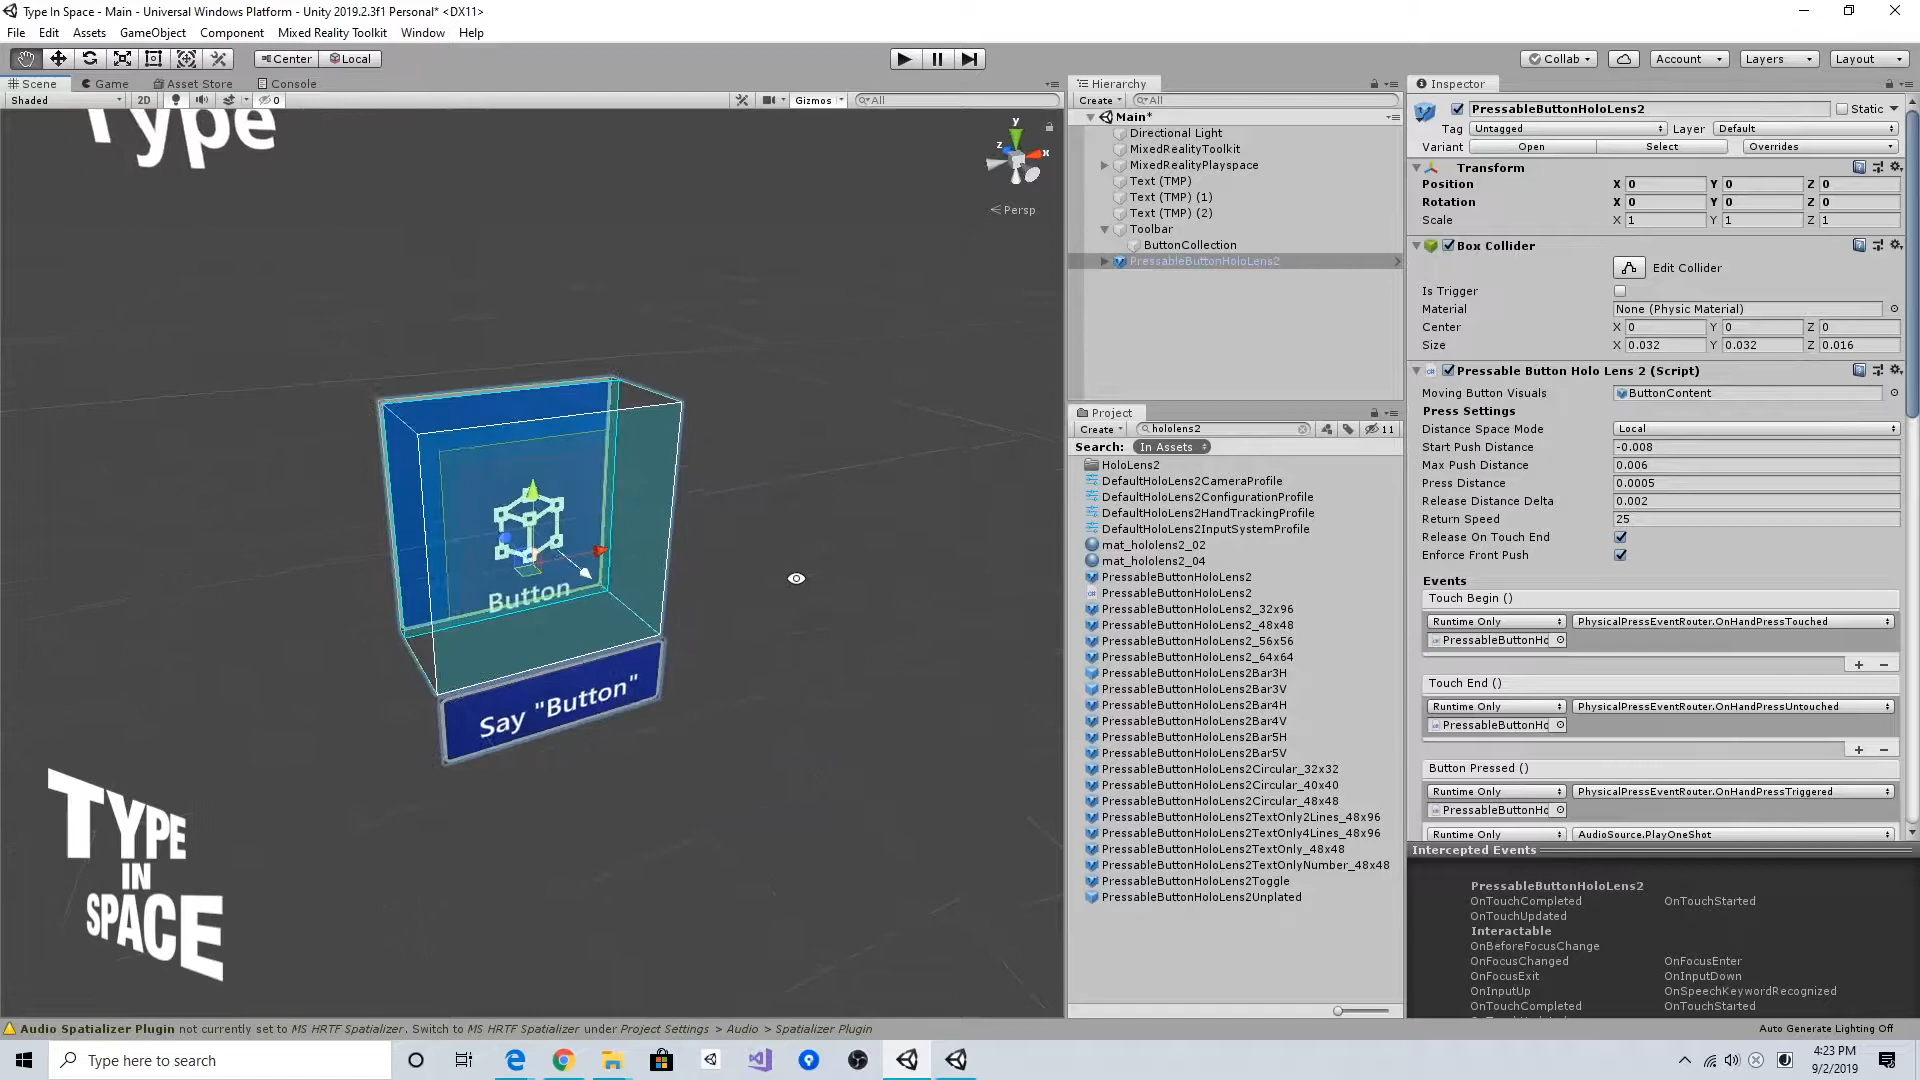 Type In Space - Main - Universal Windows Platform - Unity 2019.2.3f1 Personal* <DX11>
File Edit Assets GameObject Component Mixed Reality Toolkit Window Help
Center Local
Collab Account Layers Layout
Scene Game Asset Store Console
Shaded 2D 0 Gizmos All
Type
y
z x
Persp
Button
Say "Button"
TYPE
IN
SPACE
Hierarchy
Create All
Main*
Directional Light
MixedRealityToolkit
MixedRealityPlayspace
Text (TMP)
Text (TMP) (1)
Text (TMP) (2)
Toolbar
ButtonCollection
PressableButtonHoloLens2
Project
Create hololens2 11
Search: In Assets
HoloLens2
DefaultHoloLens2CameraProfile
DefaultHoloLens2ConfigurationProfile
DefaultHoloLens2HandTrackingProfile
DefaultHoloLens2InputSystemProfile
mat_hololens2_02
mat_hololens2_04
PressableButtonHoloLens2
PressableButtonHoloLens2
PressableButtonHoloLens2_32x96
PressableButtonHoloLens2_48x48
PressableButtonHoloLens2_56x56
PressableButtonHoloLens2_64x64
PressableButtonHoloLens2Bar3H
PressableButtonHoloLens2Bar3V
PressableButtonHoloLens2Bar4H
PressableButtonHoloLens2Bar4V
PressableButtonHoloLens2Bar5H
PressableButtonHoloLens2Bar5V
PressableButtonHoloLens2Circular_32x32
PressableButtonHoloLens2Circular_40x40
PressableButtonHoloLens2Circular_48x48
PressableButtonHoloLens2TextOnly2Lines_48x96
PressableButtonHoloLens2TextOnly4Lines_48x96
PressableButtonHoloLens2TextOnly_48x48
PressableButtonHoloLens2TextOnlyNumber_48x48
PressableButtonHoloLens2Toggle
PressableButtonHoloLens2Unplated
Inspector
PressableButtonHoloLens2 Static
Tag Untagged Layer Default
Variant Open Select Overrides
Transform
Position X 0 Y 0 Z 0
Rotation X 0 Y 0 Z 0
Scale X 1 Y 1 Z 1
Box Collider
Edit Collider
Is Trigger
Material None (Physic Material)
Center X 0 Y 0 Z 0
Size X 0.032 Y 0.032 Z 0.016
Pressable Button Holo Lens 2 (Script)
Moving Button Visuals ButtonContent
Press Settings
Distance Space Mode Local
Start Push Distance -0.008
Max Push Distance 0.006
Press Distance 0.0005
Release Distance Delta 0.002
Return Speed 25
Release On Touch End
Enforce Front Push
Events
Touch Begin ()
Runtime Only PhysicalPressEventRouter.OnHandPressTouched
PressableButtonHo
+ −
Touch End ()
Runtime Only PhysicalPressEventRouter.OnHandPressUntouched
PressableButtonHo
+ −
Button Pressed ()
Runtime Only PhysicalPressEventRouter.OnHandPressTriggered
PressableButtonHo
Runtime Only AudioSource.PlayOneShot
Intercepted Events
PressableButtonHoloLens2
OnTouchCompleted OnTouchStarted
OnTouchUpdated
Interactable
OnBeforeFocusChange
OnFocusChanged OnFocusEnter
OnFocusExit OnInputDown
OnInputUp OnSpeechKeywordRecognized
OnTouchCompleted OnTouchStarted
Audio Spatializer Plugin not currently set to MS HRTF Spatializer. Switch to MS HRTF Spatializer under Project Settings > Audio > Spatializer Plugin
Auto Generate Lighting Off
Type here to search
4:23 PM
9/2/2019